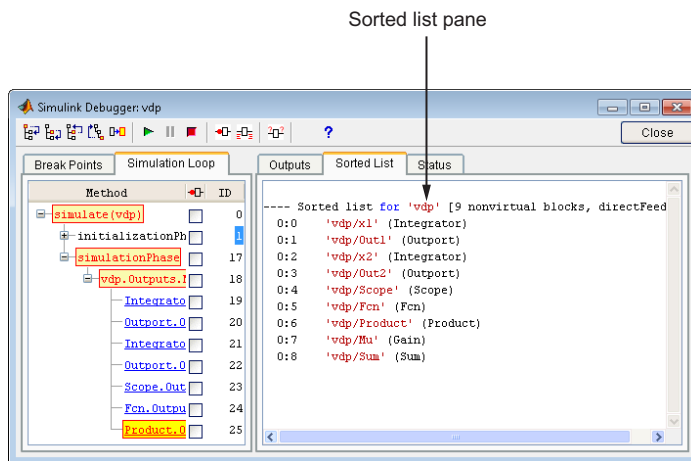 Sorted list pane
Simulink Debugger: vdp
? Close
Break Points Simulation Loop Outputs Sorted List Status
Method ID
simulate(vdp) 0
initializationPh 1
simulationPhase 17
vdp.Outputs. 18
Integrato 19
Outport.O 20
Integrato 21
Outport.O 22
Scope.Out 23
Fcn.Outpu 24
Product.O 25
---- Sorted list for 'vdp' [9 nonvirtual blocks, directFeed
0:0 'vdp/x1' (Integrator)
0:1 'vdp/Out1' (Outport)
0:2 'vdp/x2' (Integrator)
0:3 'vdp/Out2' (Outport)
0:4 'vdp/Scope' (Scope)
0:5 'vdp/Fcn' (Fcn)
0:6 'vdp/Product' (Product)
0:7 'vdp/Mu' (Gain)
0:8 'vdp/Sum' (Sum)